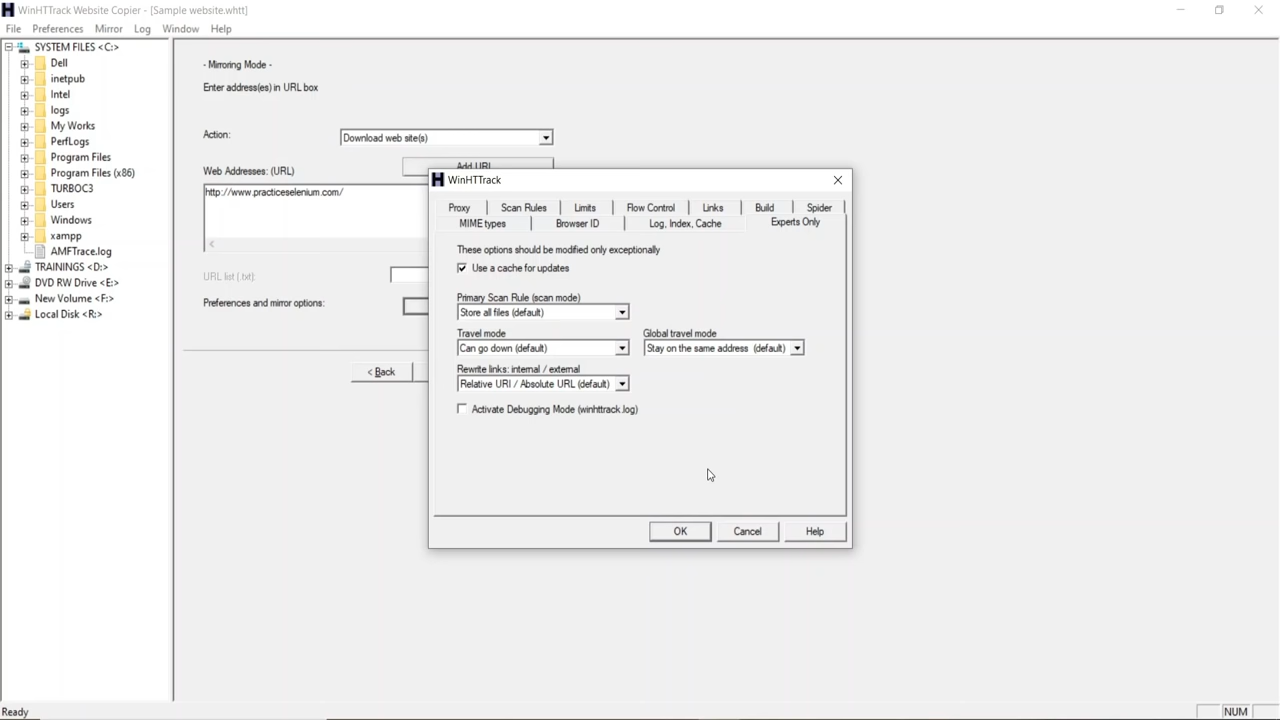 WinHTTrack Website Copier - [Sample website.whtt]
File Preferences Mirror Log Window Help
SYSTEM FILES <C:>
Dell
inetpub
Intel
logs
My Works
PerfLogs
Program Files
Program Files (x86)
TURBOC3
Users
Windows
xampp
AMFTrace.log
TRAININGS <D:>
DVD RW Drive <E:>
New Volume <F:>
Local Disk <R:>
- Mirroring Mode -
Enter address(es) in URL box
Action: Download web site(s)
Web Addresses: (URL) Add URL
http://www.practiceselenium.com/
URL list (.txt):
Preferences and mirror options:
< Back
WinHTTrack
Proxy Scan Rules Limits Flow Control Links Build Spider
MIME types Browser ID Log, Index, Cache Experts Only
These options should be modified only exceptionally
Use a cache for updates
Primary Scan Rule (scan mode)
Store all files (default)
Travel mode Global travel mode
Can go down (default) Stay on the same address (default)
Rewrite links: internal / external
Relative URI / Absolute URL (default)
Activate Debugging Mode (winhttrack.log)
OK Cancel Help
Ready NUM